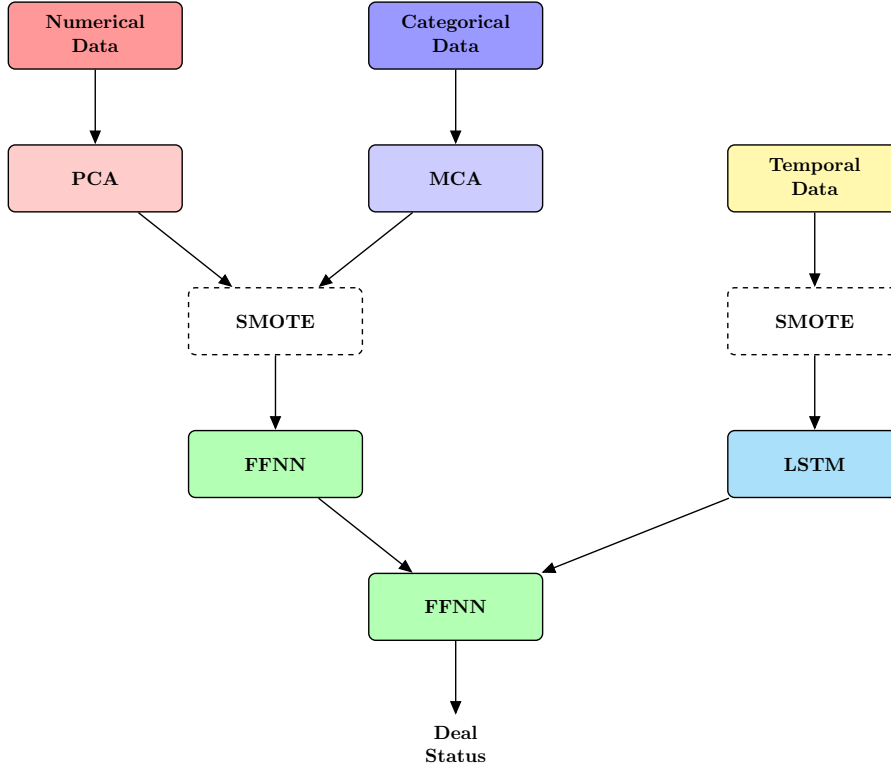 Numerical
Data
Categorical
Data
PCA
MCA
Temporal
Data
SMOTE
SMOTE
FFNN
LSTM
FFNN
Deal
Status